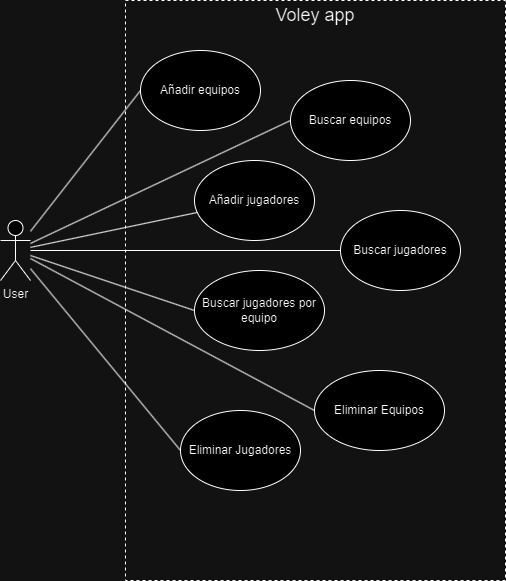 Voley app
Añadir equipos
Buscar equipos
Añadir jugadores
Buscar jugadores
User
Buscar jugadores por
equipo
Eliminar Equipos
Eliminar Jugadores